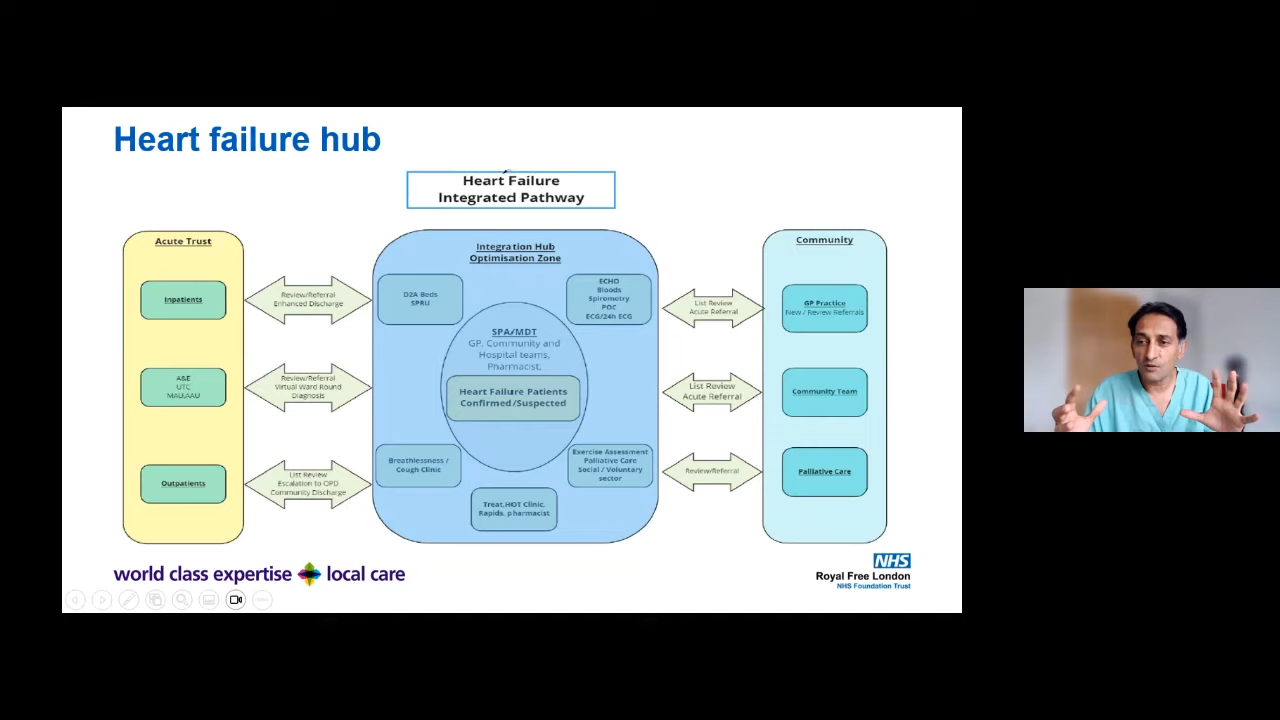 Heart failure hub
Heart Failure
Integrated Pathway
Acute Trust
Inpatients
A&E
UTC
MAU,AAU
Outpatients
Review/Referral
Enhanced Discharge
Review/Referral
Virtual Ward Round
Diagnosis
List Review
Escalation to OPD
Community Discharge
Integration Hub
Optimisation Zone
D2A Beds
SPRU
ECHO
Bloods
Spirometry
POC
ECG/24h ECG
SPA/MDT
GP, Community and
Hospital teams,
Pharmacist,
Heart Failure Patients
Confirmed/Suspected
Breathlessness /
Cough Clinic
Exercise Assessment
Palliative Care
Social / Voluntary
sector
Treat,HOT Clinic,
Rapids, pharmacist
List Review
Acute Referral
List Review
Acute Referral
Review/Referral
Community
GP Practice
New / Review Referrals
Community Team
Palliative Care
world class expertise local care
NHS
Royal Free London
NHS Foundation Trust